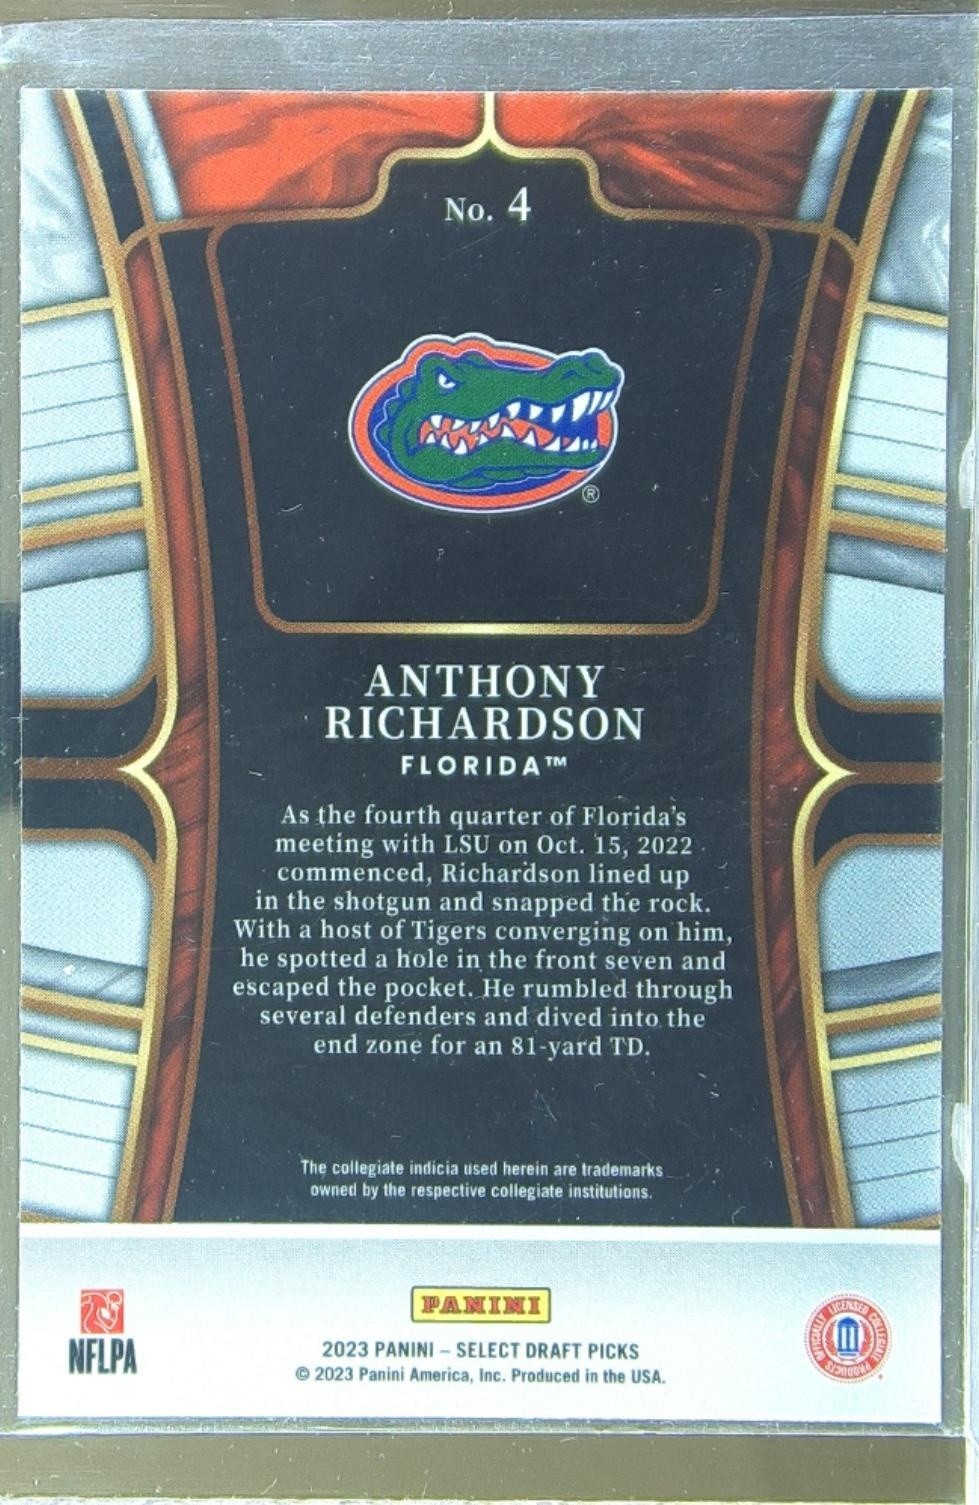 No. 4
®
ANTHONY
RICHARDSON
FLORIDA™
As the fourth quarter of Florida's
meeting with LSU on Oct. 15, 2022
commenced, Richardson lined up
in the shotgun and snapped the rock.
With a host of Tigers converging on him,
he spotted a hole in the front seven and
escaped the pocket. He rumbled through
several defenders and dived into the
end zone for an 81-yard TD.
The collegiate indicia used herein are trademarks
owned by the respective collegiate institutions.
PANINI
NFLPA
2023 PANINI – SELECT DRAFT PICKS
© 2023 Panini America, Inc. Produced in the USA.
OFFICIALLY LICENSED COLLEGIATE PRODUCTS